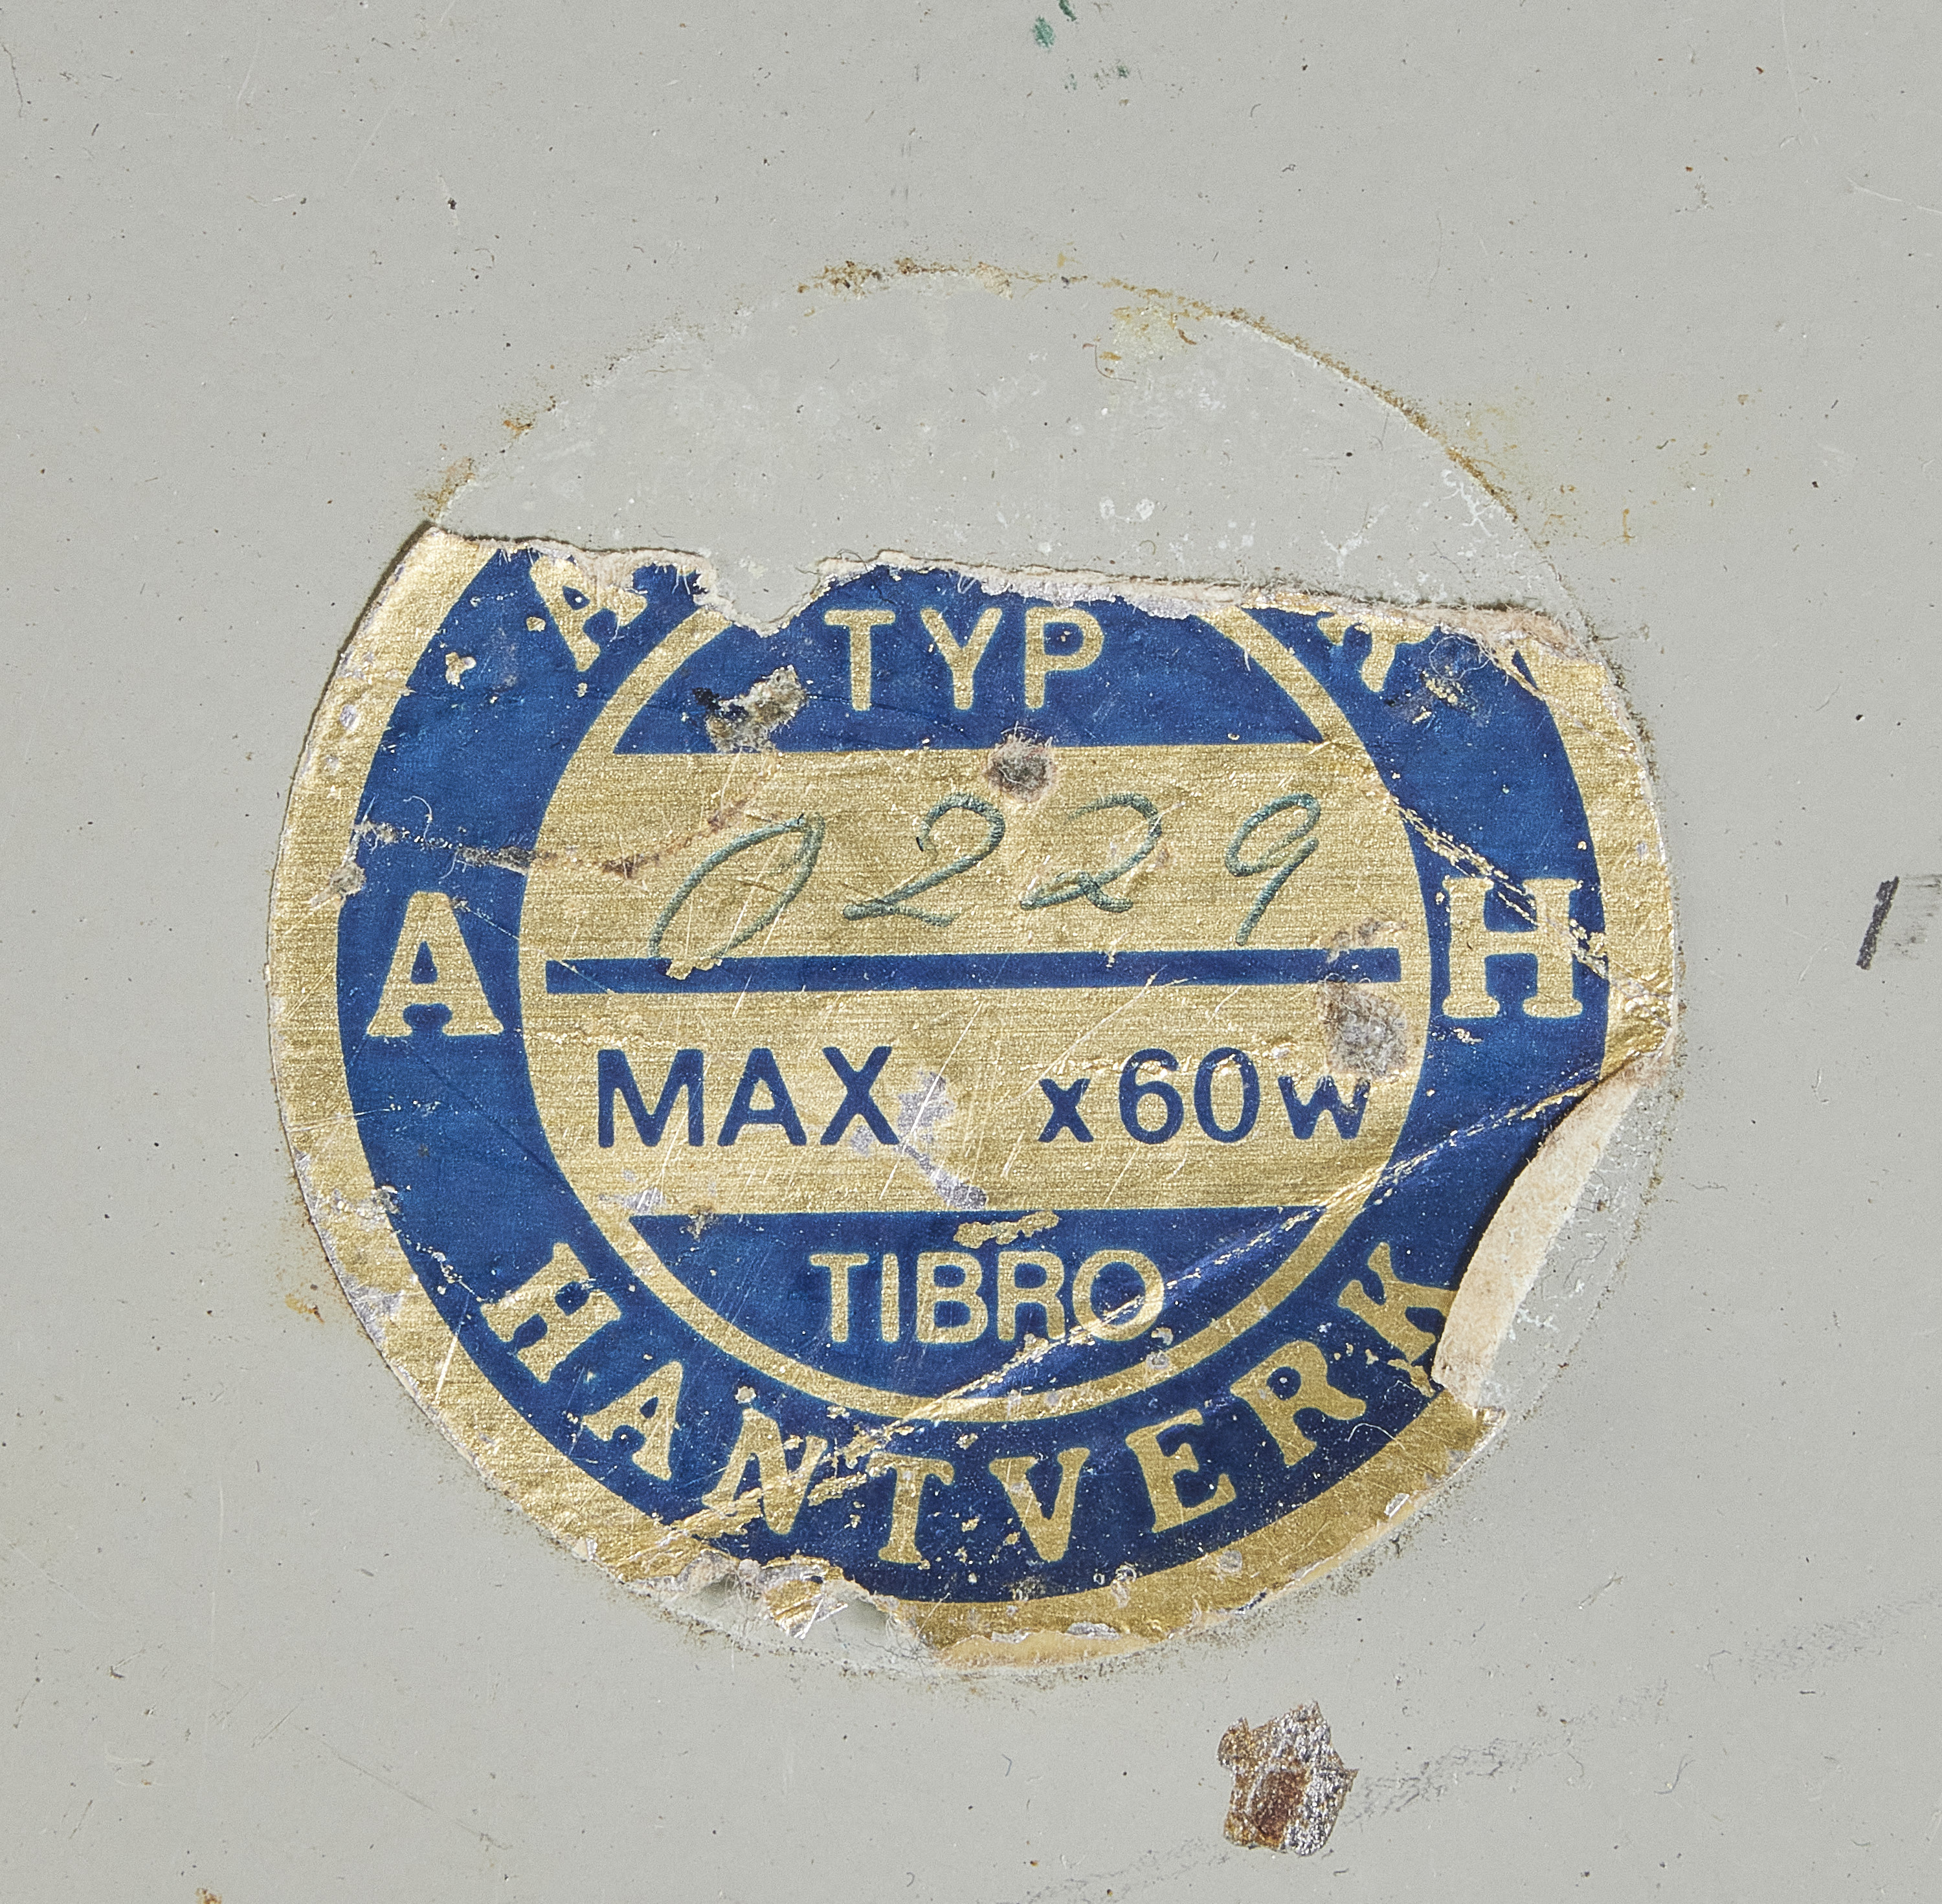 TYP
0229
A H
MAX x60w
TIBRO
HANTVERK